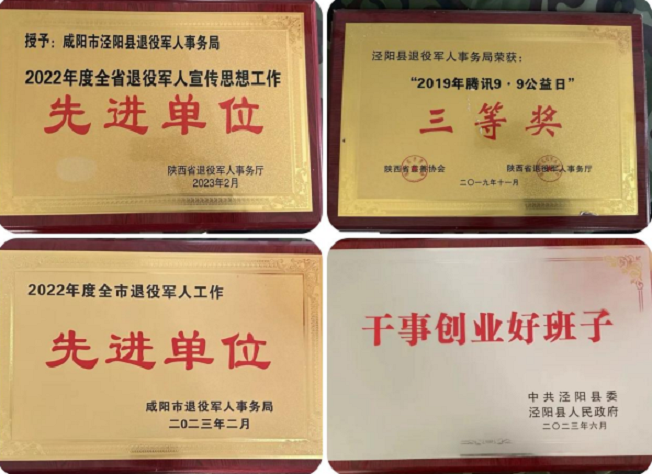 授予：咸阳市泾阳县退役军人事务局
2022年度全省退役军人宣传思想工作
先进单位
陕西省退役军人事务厅
2023年2月
泾阳县退役军人事务局荣获：
“2019年腾讯9·9公益日”
三等奖
陕西省慈善协会 陕西省退役军人事务厅
二〇一九年十一月
2022年度全市退役军人工作
先进单位
咸阳市退役军人事务局
二〇二三年二月
干事创业好班子
中共泾阳县委
泾阳县人民政府
二〇二三年六月